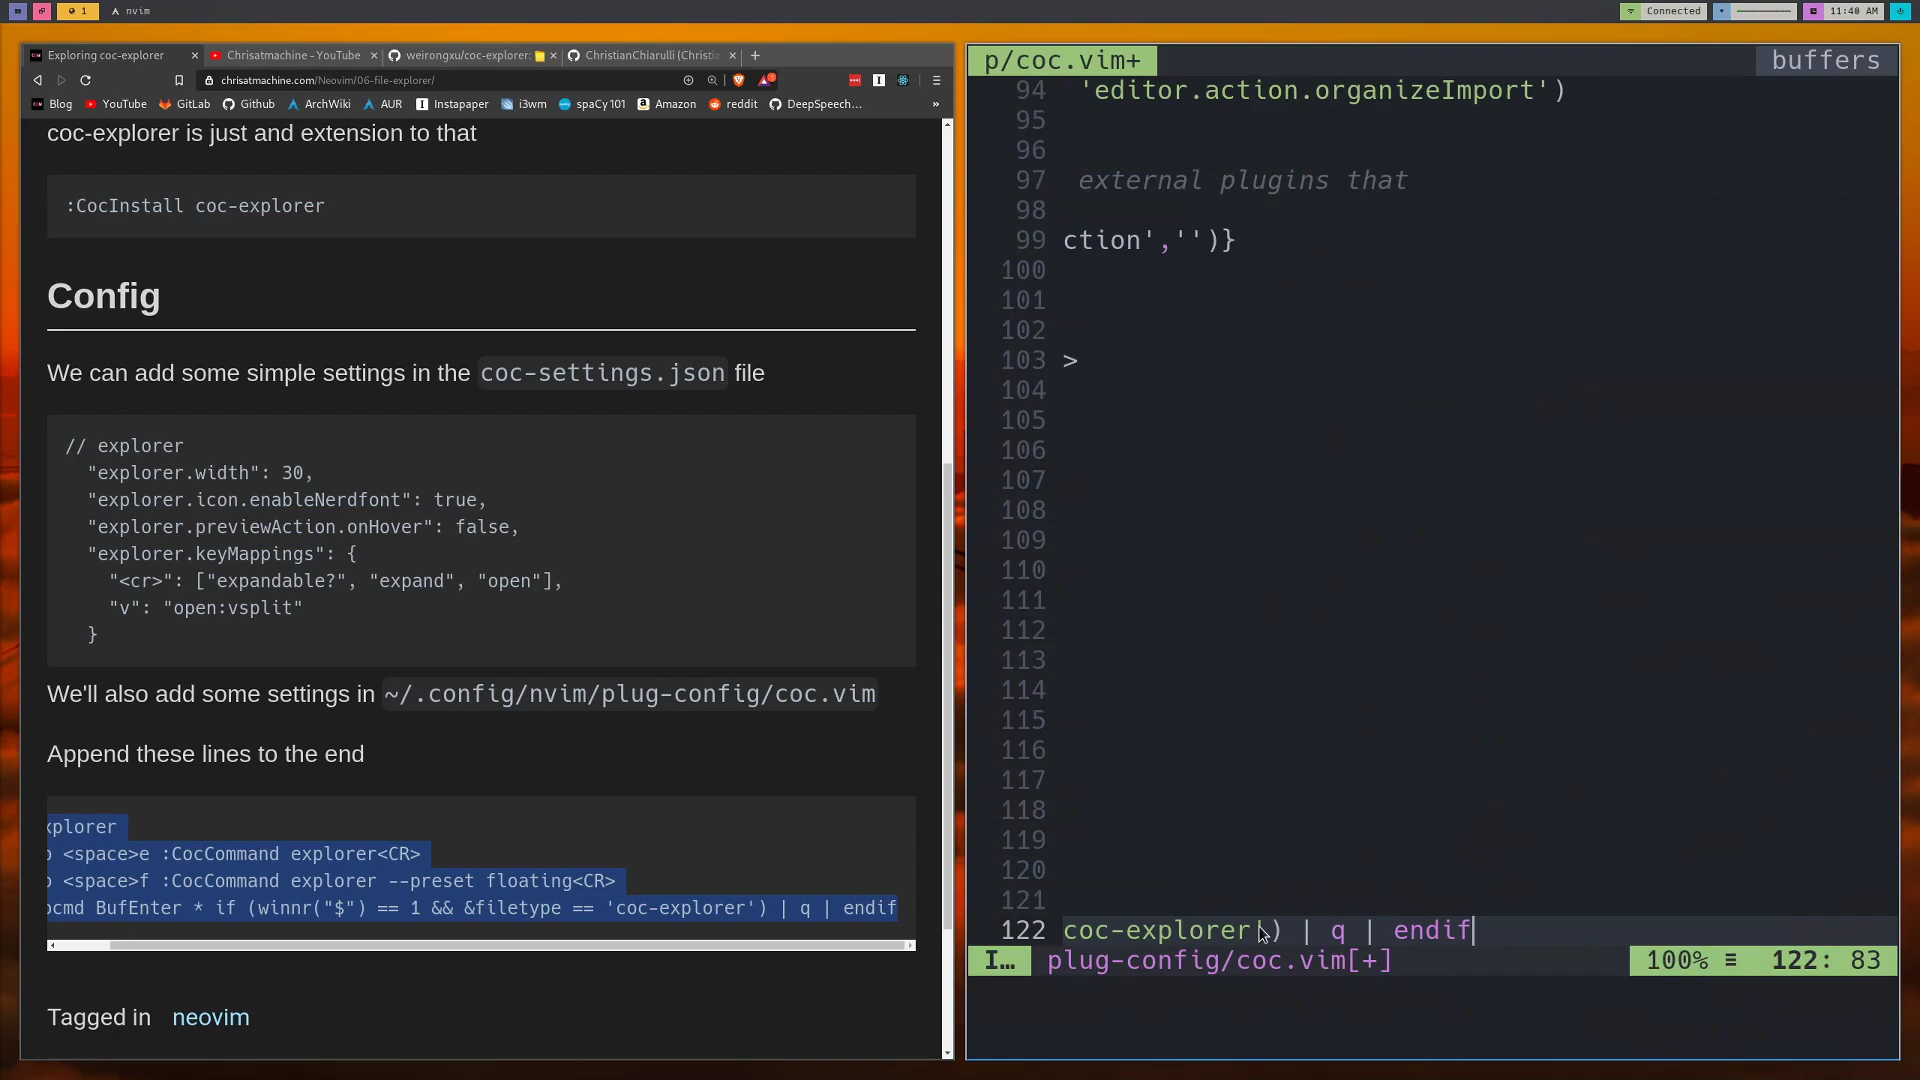 1
nvim
Connected
11:40 AM
Exploring coc-explorer
Chrisatmachine - YouTube
weirongxu/coc-explorer:
ChristianChiarulli (Christia
chrisatmachine.com/Neovim/06-file-explorer/
Blog
YouTube
GitLab
Github
ArchWiki
AUR
Instapaper
i3wm
spaCy101
Amazon
reddit
DeepSpeech...
coc-explorer is just and extension to that
:CocInstall coc-explorer
Config
We can add some simple settings in the coc-settings.json file
// explorer
"explorer.width": 30,
"explorer.icon.enableNerdfont": true,
"explorer.previewAction.onHover": false,
"explorer.keyMappings": {
"<cr>": ["expandable?", "expand", "open"],
"v": "open:vsplit"
}
We'll also add some settings in ~/.config/nvim/plug-config/coc.vim
Append these lines to the end
xplorer
p <space>e :CocCommand explorer<CR>
p <space>f :CocCommand explorer --preset floating<CR>
ocmd BufEnter * if (winnr("$") == 1 && &filetype == 'coc-explorer') | q | endif
Tagged in neovim
p/coc.vim+
buffers
94 'editor.action.organizeImport')
95
96
97 external plugins that
98
99 ction','')}
100
101
102
103 >
104
105
106
107
108
109
110
111
112
113
114
115
116
117
118
119
120
121
122 coc-explorer') | q | endif
I... plug-config/coc.vim[+] 100% ≡ 122: 83